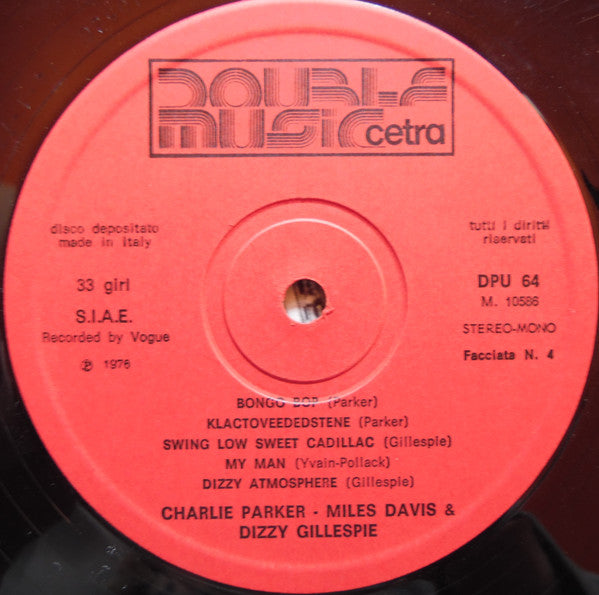 DOUBLE
MUSIC cetra
disco depositato
made in Italy
tutti i diritti
riservati
33 giri
S.I.A.E.
Recorded by Vogue
℗ 1976
DPU 64
M. 10586
STEREO-MONO
Facciata N. 4
BONGO BOP (Parker)
KLACTOVEEDEDSTENE (Parker)
SWING LOW SWEET CADILLAC (Gillespie)
MY MAN (Yvain-Pollack)
DIZZY ATMOSPHERE (Gillespie)
CHARLIE PARKER - MILES DAVIS &
DIZZY GILLESPIE